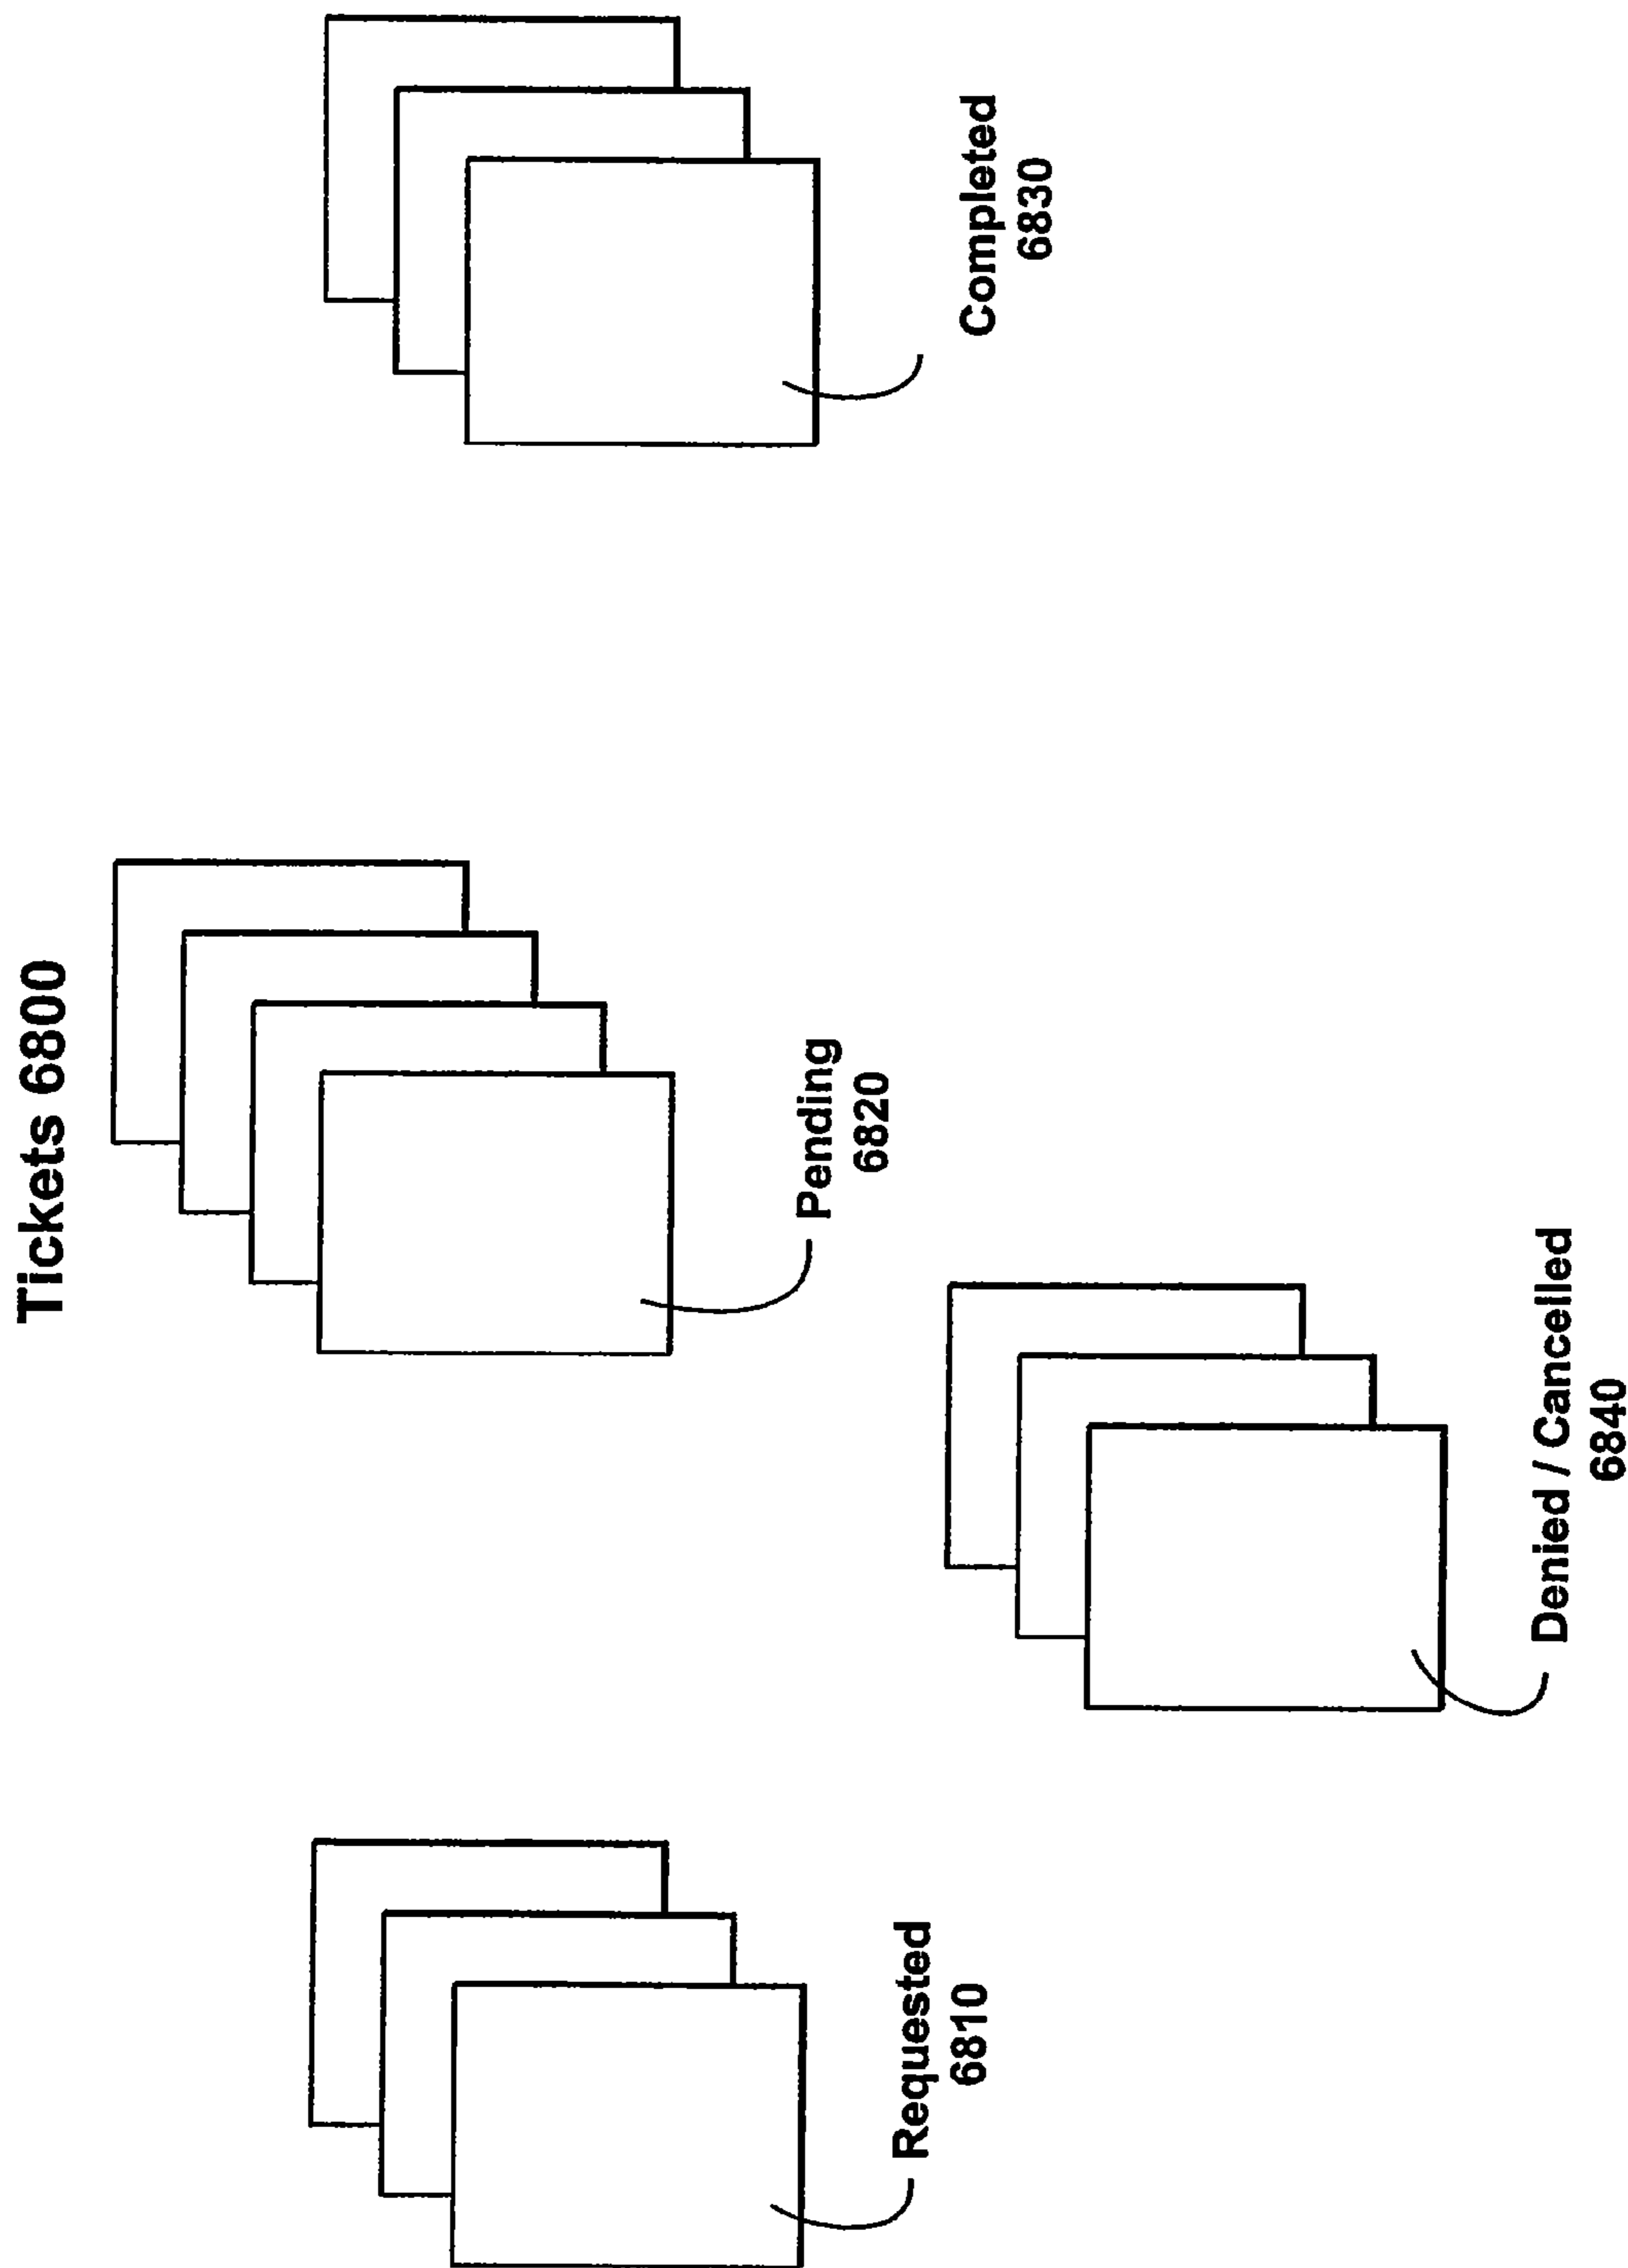 Tickets 6800
Requested
6810
Pending
6820
Completed
6830
Denied / Cancelled
6840